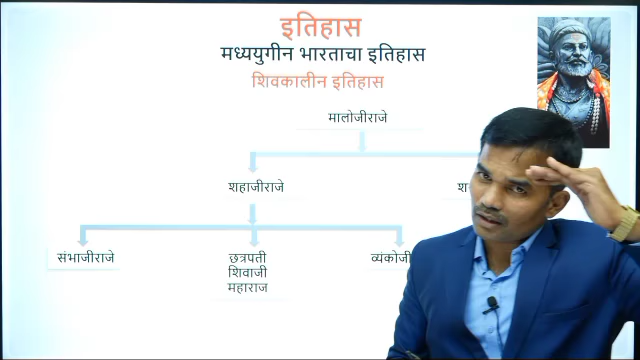 इतिहास
मध्ययुगीन भारताचा इतिहास
शिवकालीन इतिहास
मालोजीराजे
शहाजीराजे
संभाजीराजे
छत्रपती
शिवाजी
महाराज